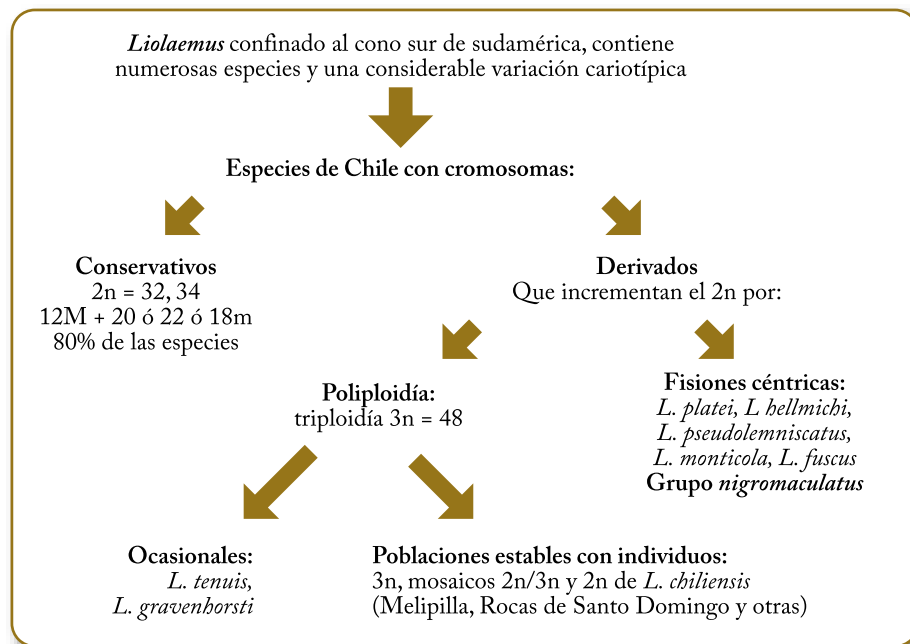 Liolaemus confinado al cono sur de sudamérica, contiene
numerosas especies y una considerable variación cariotípica
Especies de Chile con cromosomas:
Conservativos
2n = 32, 34
12M + 20 ó 22 ó 18m
80% de las especies
Derivados
Que incrementan el 2n por:
Poliploidía:
triploidía 3n = 48
Fisiones céntricas:
L. platei, L hellmichi,
L. pseudolemniscatus,
L. monticola, L. fuscus
Grupo nigromaculatus
Ocasionales:
L. tenuis,
L. gravenhorsti
Poblaciones estables con individuos:
3n, mosaicos 2n/3n y 2n de L. chiliensis
(Melipilla, Rocas de Santo Domingo y otras)